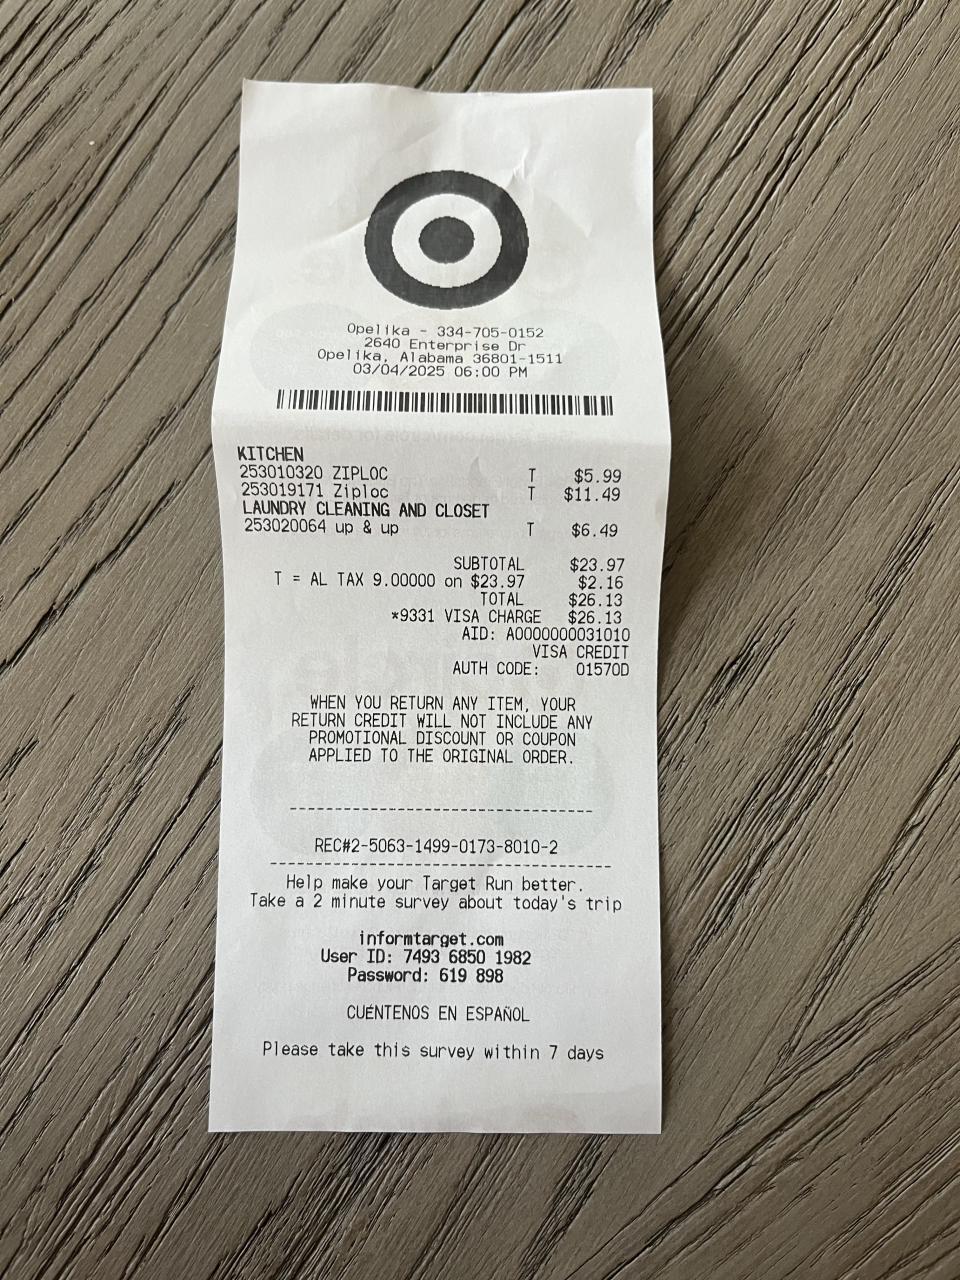 Opelika - 334-705-0152
2640 Enterprise Dr
Opelika, Alabama 36801-1511
03/04/2025 06:00 PM
KITCHEN
253010320 ZIPLOC T $5.99
253019171 Ziploc T $11.49
LAUNDRY CLEANING AND CLOSET
253020064 up & up T $6.49
SUBTOTAL $23.97
T = AL TAX 9.00000 on $23.97 $2.16
TOTAL $26.13
*9331 VISA CHARGE $26.13
AID: A0000000031010
VISA CREDIT
AUTH CODE: 01570D
WHEN YOU RETURN ANY ITEM, YOUR
RETURN CREDIT WILL NOT INCLUDE ANY
PROMOTIONAL DISCOUNT OR COUPON
APPLIED TO THE ORIGINAL ORDER.
REC#2-5063-1499-0173-8010-2
Help make your Target Run better.
Take a 2 minute survey about today's trip
informtarget.com
User ID: 7493 6850 1982
Password: 619 898
CUÉNTENOS EN ESPAÑOL
Please take this survey within 7 days